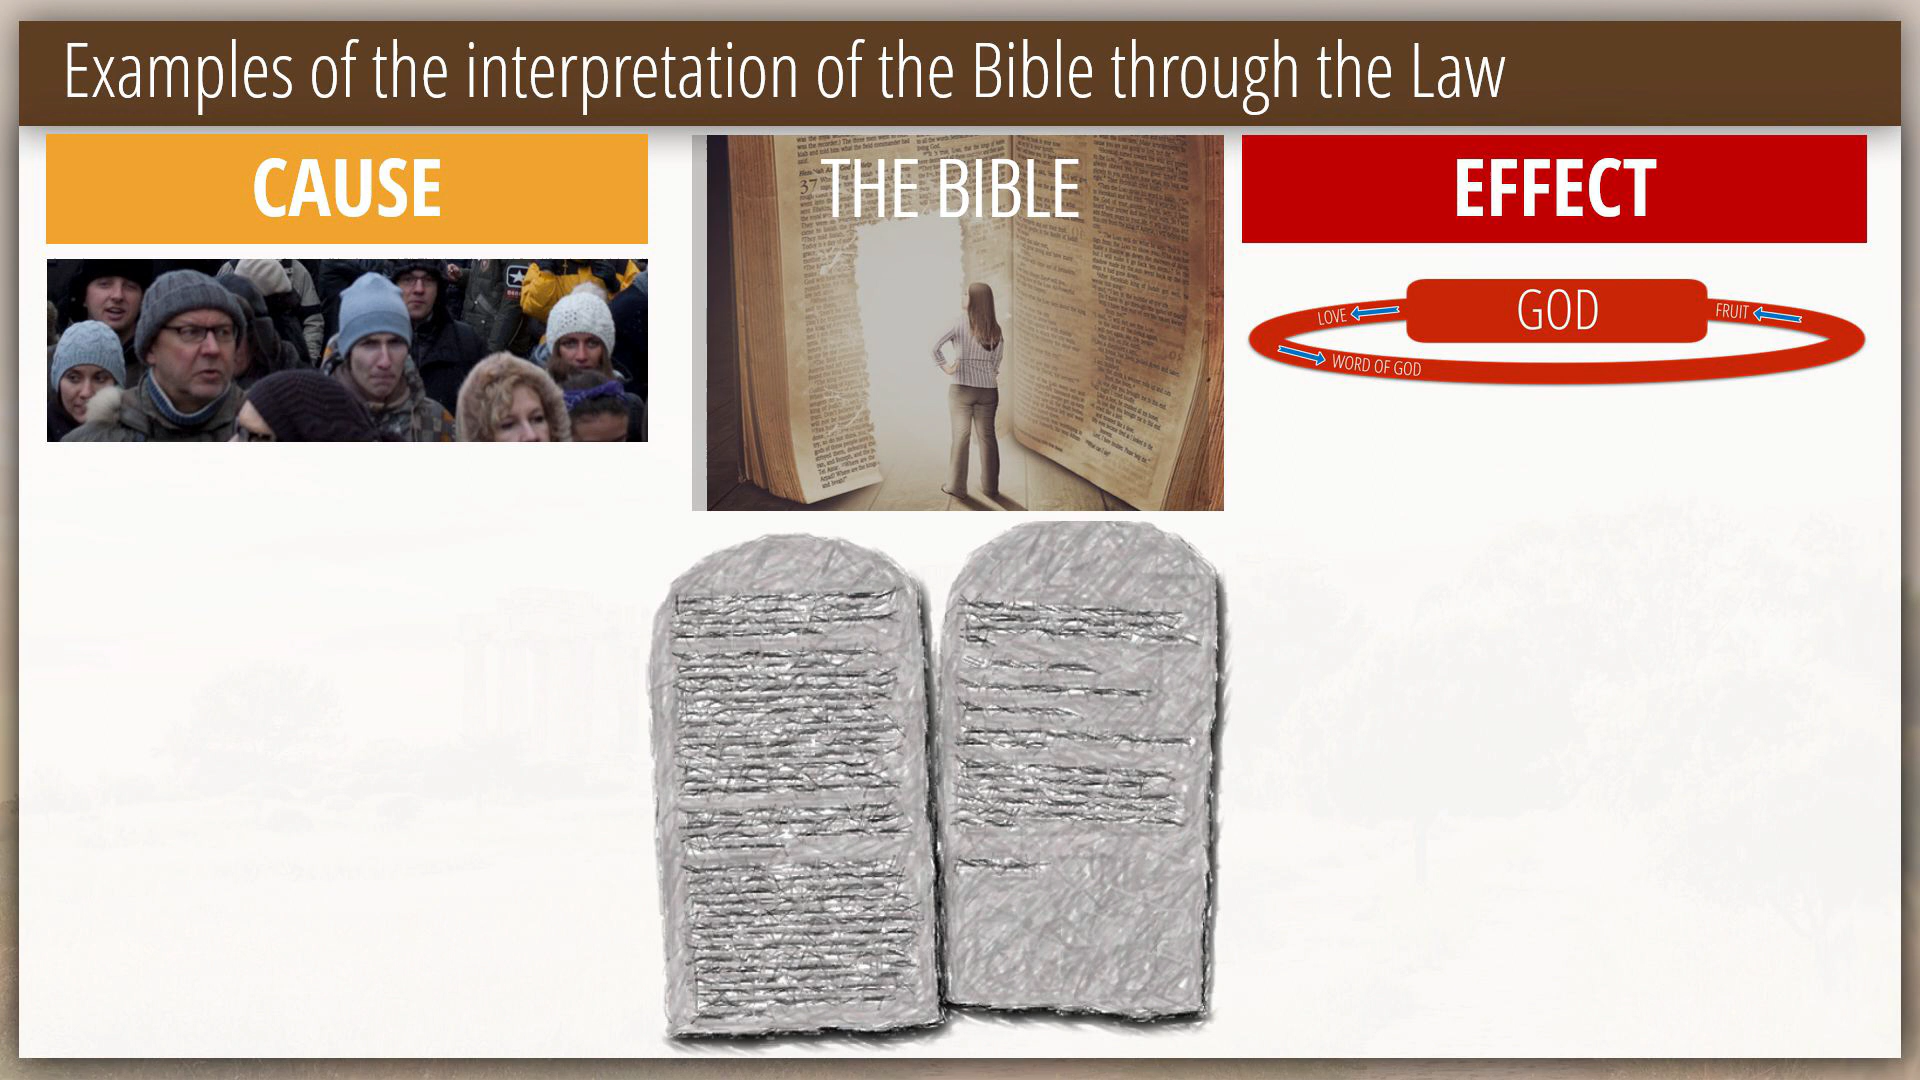 Examples of the interpretation of the Bible through the Law
CAUSE
THE BIBLE
EFFECT
37
GOD
LOVE
FRUIT
WORD OF GOD